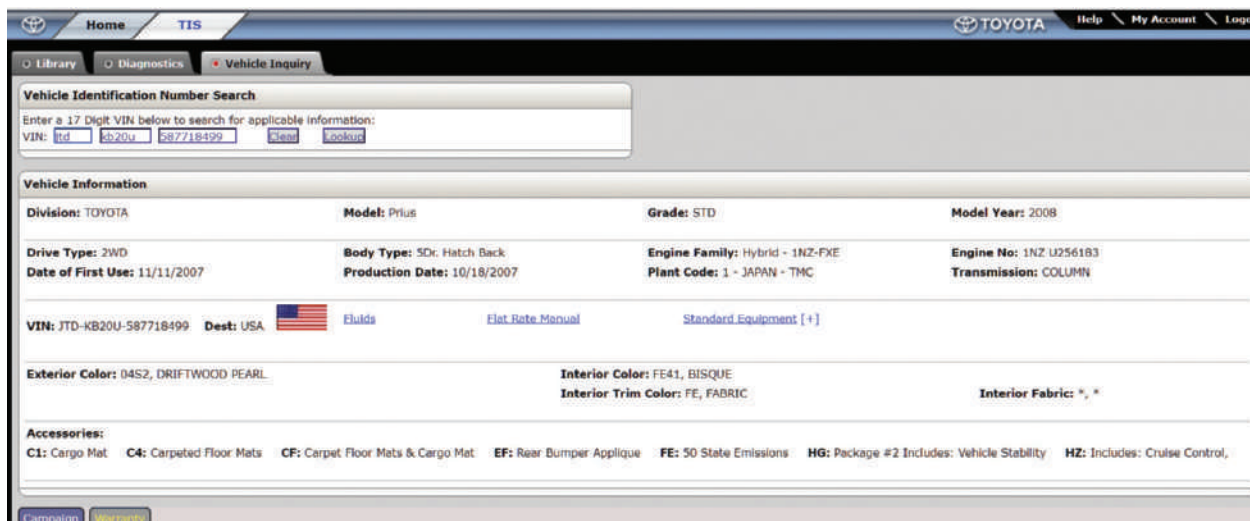 Home TIS TOYOTA Help My Account
Library Diagnostics Vehicle Inquiry
Vehicle Identification Number Search
Enter a 17 Digit VIN below to search for applicable information:
VIN: jtd kb20u 587718499 Clear Lookup
Vehicle Information
Division: TOYOTA Model: Prius Grade: STD Model Year: 2008
Drive Type: 2WD Body Type: 5Dr. Hatch Back Engine Family: Hybrid - 1NZ-FXE Engine No: 1NZ U256183
Date of First Use: 11/11/2007 Production Date: 10/18/2007 Plant Code: 1 - JAPAN - TMC Transmission: COLUMN
VIN: JTD-KB20U-587718499 Dest: USA Fluids Flat Rate Manual Standard Equipment [+]
Exterior Color: 04S2, DRIFTWOOD PEARL Interior Color: FE41, BISQUE
Interior Trim Color: FE, FABRIC Interior Fabric: *, *
Accessories:
C1: Cargo Mat C4: Carpeted Floor Mats CF: Carpet Floor Mats & Cargo Mat EF: Rear Bumper Applique FE: 50 State Emissions HG: Package #2 Includes: Vehicle Stability HZ: Includes: Cruise Control,
Campaign Warranty